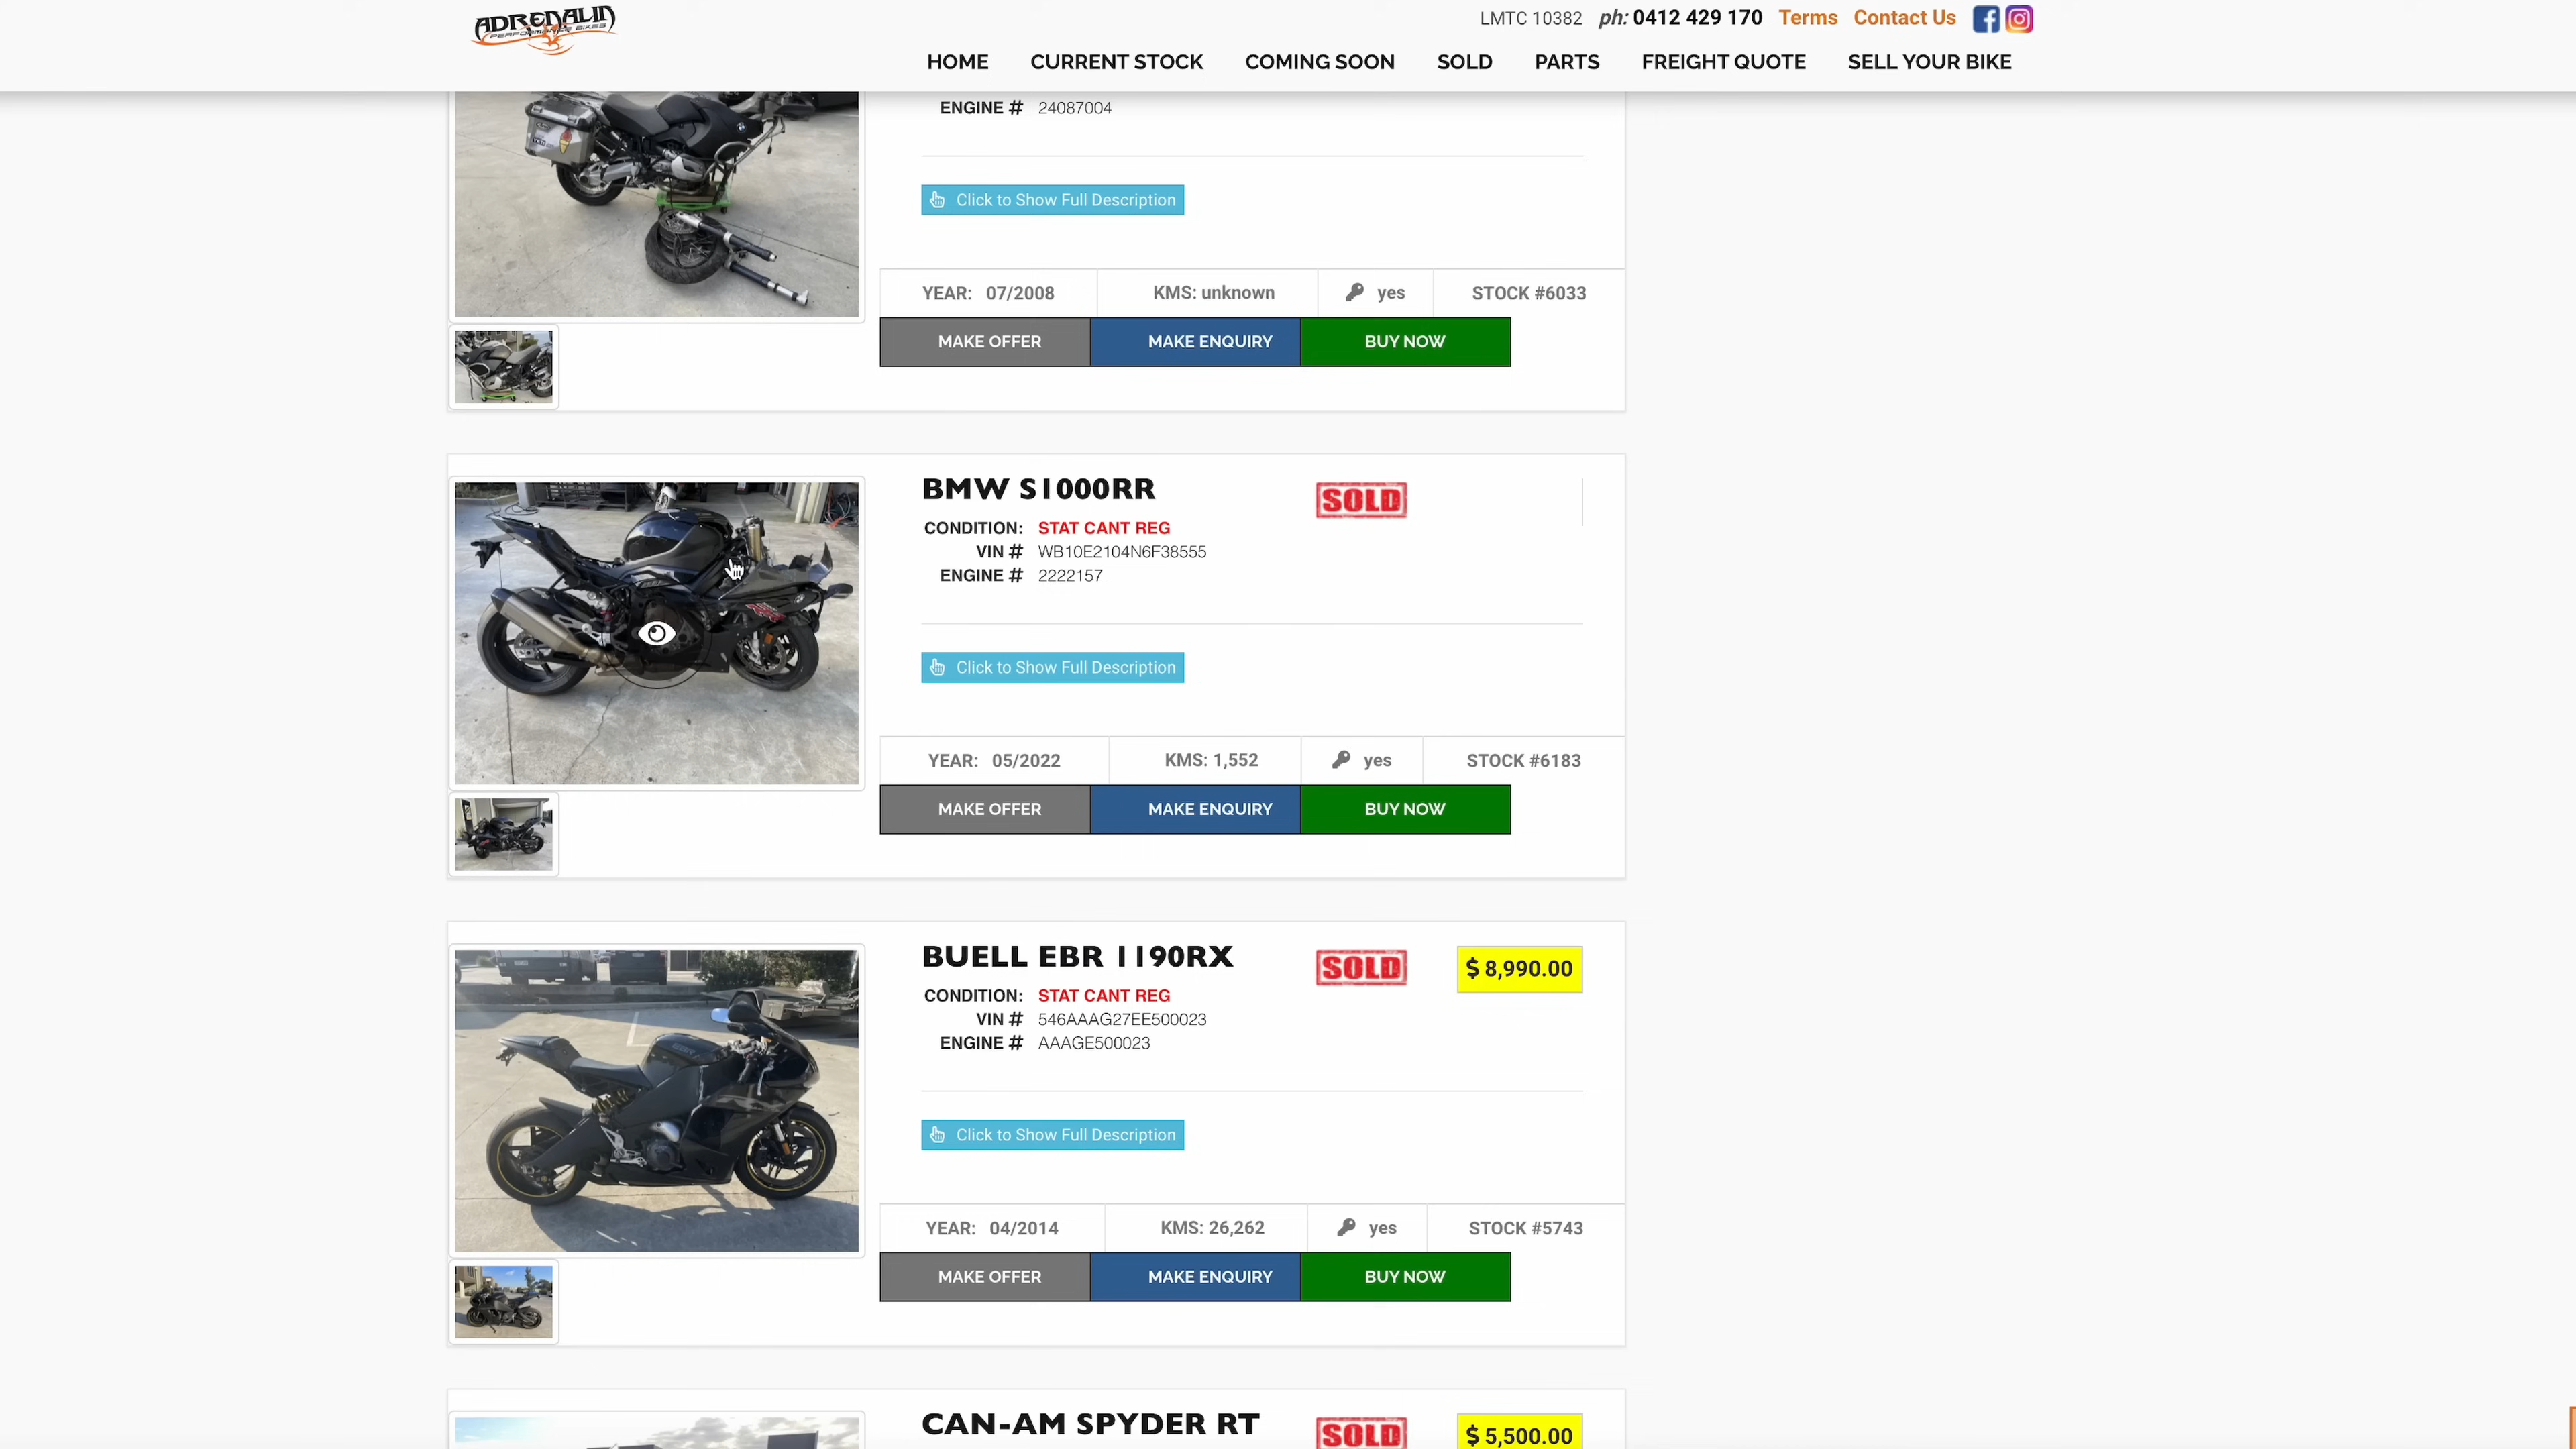 ADRENALIN
PERFORMANCE BIKES
LMTC 10382 ph: 0412 429 170 Terms Contact Us
HOME CURRENT STOCK COMING SOON SOLD PARTS FREIGHT QUOTE SELL YOUR BIKE
ENGINE # 24087004
Click to Show Full Description
YEAR: 07/2008 KMS: unknown yes STOCK #6033
MAKE OFFER MAKE ENQUIRY BUY NOW
BMW S1000RR SOLD
CONDITION: STAT CANT REG
VIN # WB10E2104N6F38555
ENGINE # 2222157
Click to Show Full Description
YEAR: 05/2022 KMS: 1,552 yes STOCK #6183
MAKE OFFER MAKE ENQUIRY BUY NOW
BUELL EBR 1190RX SOLD $ 8,990.00
CONDITION: STAT CANT REG
VIN # 546AAAG27EE500023
ENGINE # AAAGE500023
Click to Show Full Description
YEAR: 04/2014 KMS: 26,262 yes STOCK #5743
MAKE OFFER MAKE ENQUIRY BUY NOW
CAN-AM SPYDER RT SOLD $ 5,500.00